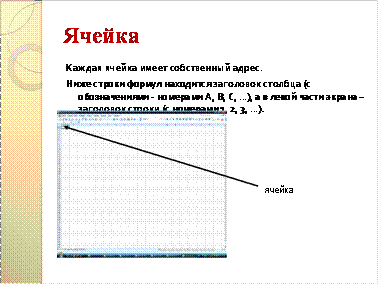 Ячейка
Каждая ячейка имеет собственный адрес.
Ниже строки формул находится заголовок столбца (с
обозначениями - номерами A, B, C, ...), а в левой части экрана –
заголовок строки (с номерами 1, 2, 3, ...).
ячейка